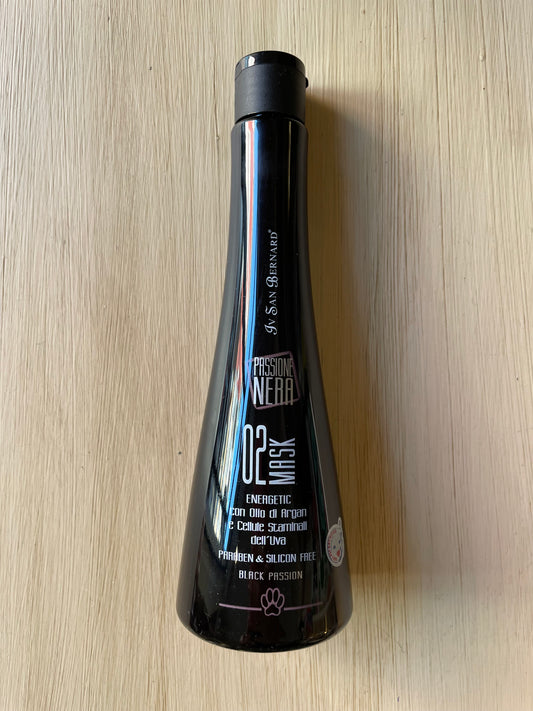 Iv San Bernard®
PASSIONE
NERA
02
MASK
ENERGETIC
con Olio di Argan
e Cellule Staminali
dell'Uva
PARABEN & SILICON FREE
BLACK PASSION